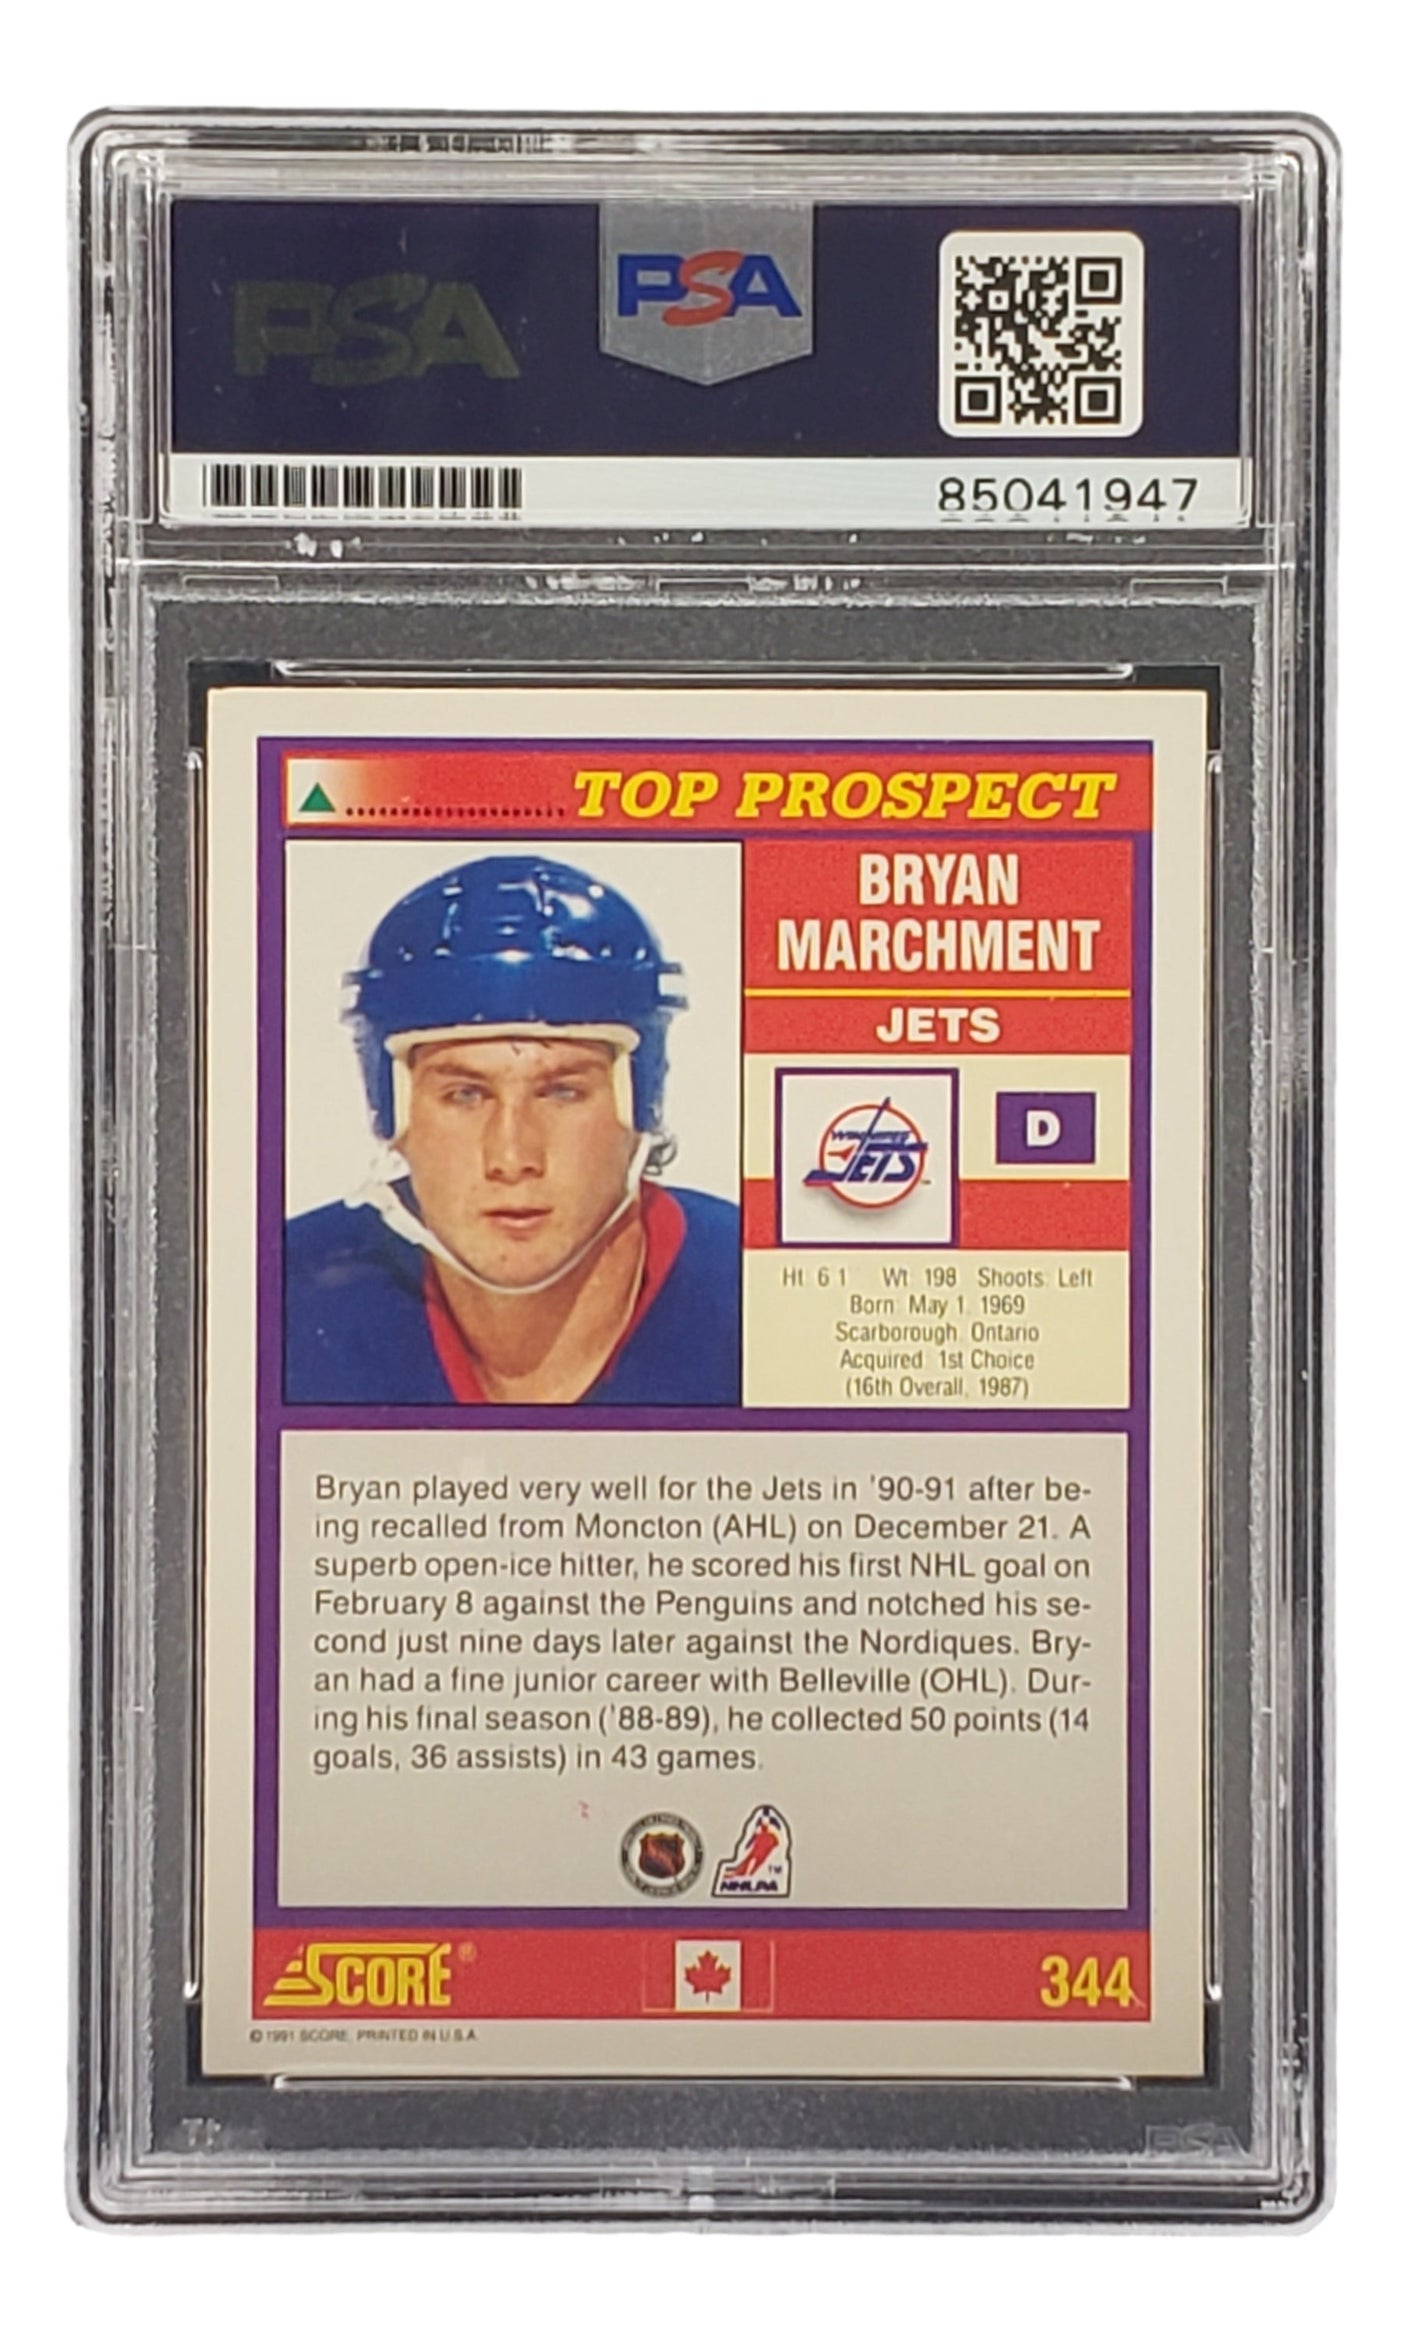 PSA
PSA
85041947
TOP PROSPECT
BRYAN
MARCHMENT
JETS
WINNIPEG
JETS
D
Ht: 6'1" Wt: 198 Shoots: Left
Born: May 1, 1969
Scarborough, Ontario
Acquired: 1st Choice
(16th Overall, 1987)
Bryan played very well for the Jets in '90-91 after be-
ing recalled from Moncton (AHL) on December 21. A
superb open-ice hitter, he scored his first NHL goal on
February 8 against the Penguins and notched his se-
cond just nine days later against the Nordiques. Bry-
an had a fine junior career with Belleville (OHL). Dur-
ing his final season ('88-89), he collected 50 points (14
goals, 36 assists) in 43 games.
TM
NHLPA
SCORE®
344
© 1991 SCORE, PRINTED IN U.S.A.
PSA